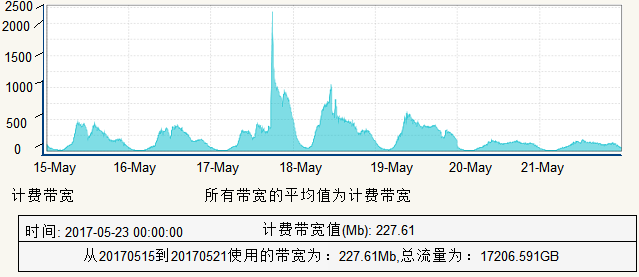 2500
2000
1500
1000
500
0
15-May 16-May 17-May 18-May 19-May 20-May 21-May
计费带宽 所有带宽的平均值为计费带宽
时间: 2017-05-23 00:00:00 计费带宽值(Mb): 227.61
从20170515到20170521使用的带宽为：227.61Mb,总流量为：17206.591GB